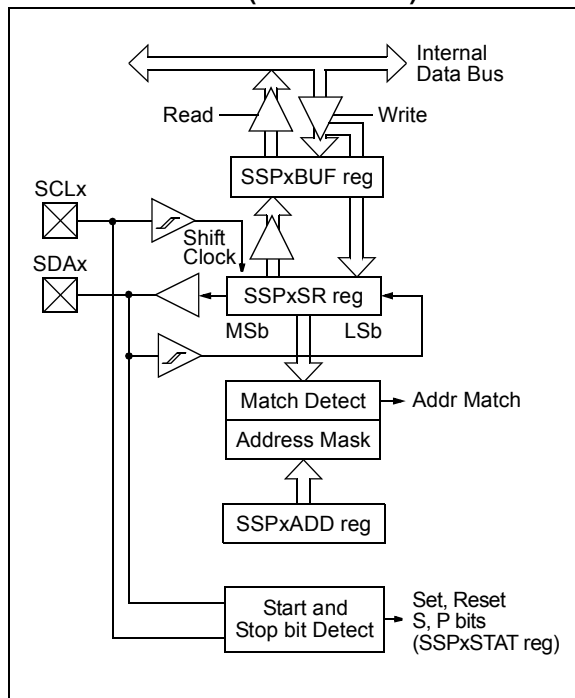 Internal
Data Bus
Read
Write
SSPxBUF reg
SCLx
Shift
Clock
SDAx
SSPxSR reg
MSb
LSb
Match Detect
Addr Match
Address Mask
SSPxADD reg
Start and
Stop bit Detect
Set, Reset
S, P bits
(SSPxSTAT reg)